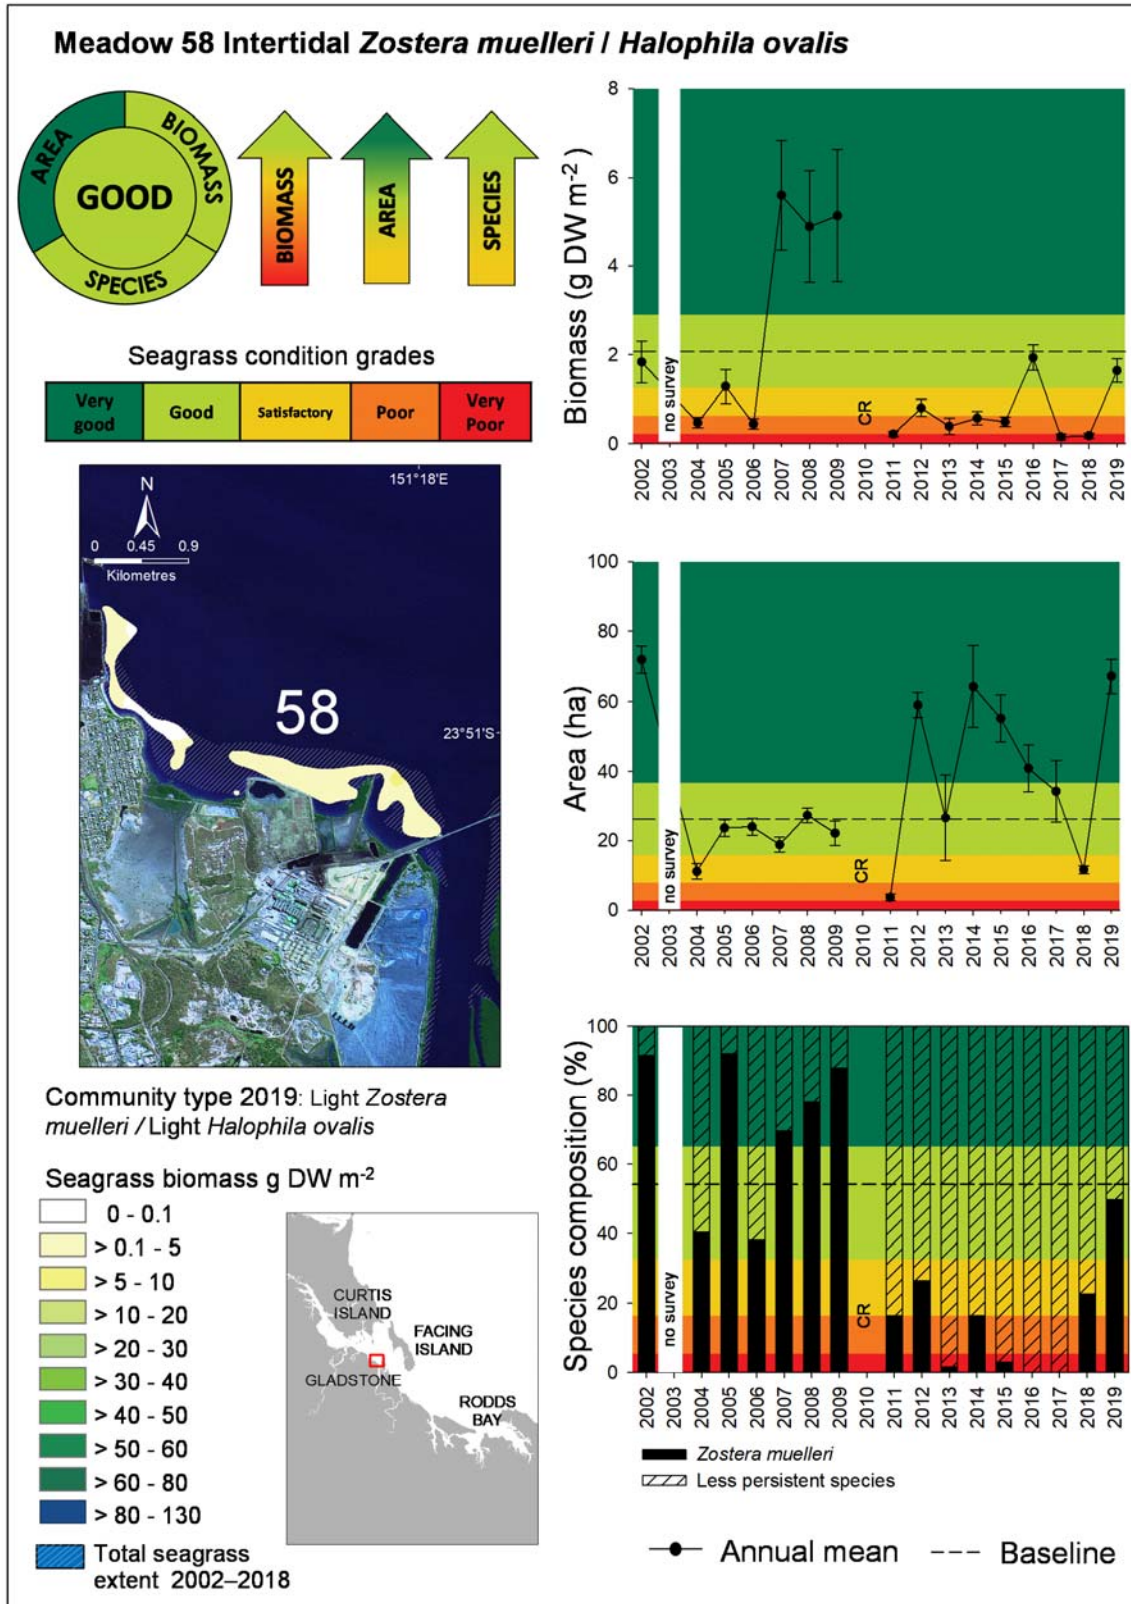 Meadow 58 Intertidal Zostera muelleri / Halophila ovalis
AREA
BIOMASS
GOOD
SPECIES
BIOMASS
AREA
SPECIES
Seagrass condition grades
Very
good
Good
Satisfactory
Poor
Very
Poor
151°18'E
N
0 0.45 0.9
Kilometres
58
23°51'S
Community type 2019: Light Zostera
muelleri / Light Halophila ovalis
Seagrass biomass g DW m-2
0 - 0.1
> 0.1 - 5
> 5 - 10
> 10 - 20
> 20 - 30
> 30 - 40
> 40 - 50
> 50 - 60
> 60 - 80
> 80 - 130
Total seagrass
extent 2002–2018
CURTIS
ISLAND
FACING
ISLAND
GLADSTONE
RODDS
BAY
Biomass (g DW m-2 )
8
6
4
2
0
no survey
CR
2002 2003 2004 2005 2006 2007 2008 2009 2010 2011 2012 2013 2014 2015 2016 2017 2018 2019
Area (ha)
100
80
60
40
20
0
no survey
CR
2002 2003 2004 2005 2006 2007 2008 2009 2010 2011 2012 2013 2014 2015 2016 2017 2018 2019
Species composition (%)
100
80
60
40
20
0
no survey
CR
2002 2003 2004 2005 2006 2007 2008 2009 2010 2011 2012 2013 2014 2015 2016 2017 2018 2019
Zostera muelleri
Less persistent species
Annual mean
Baseline